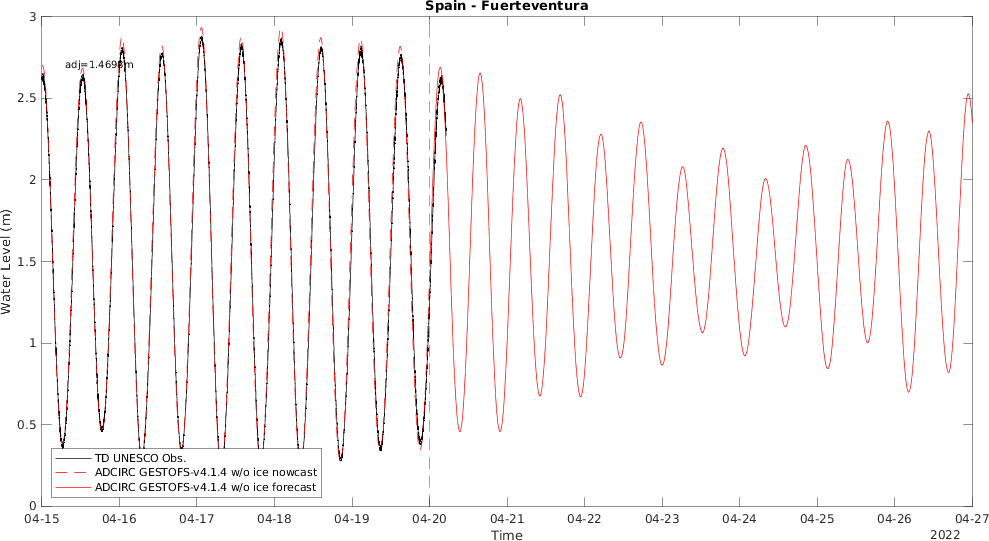 Spain - Fuerteventura
3
2.5
2
1.5
1
0.5
0
Water Level (m)
adj=1.4698m
TD UNESCO Obs.
ADCIRC GESTOFS-v4.1.4 w/o ice nowcast
ADCIRC GESTOFS-v4.1.4 w/o ice forecast
04-15 04-16 04-17 04-18 04-19 04-20 04-21 04-22 04-23 04-24 04-25 04-26 04-27
Time
2022